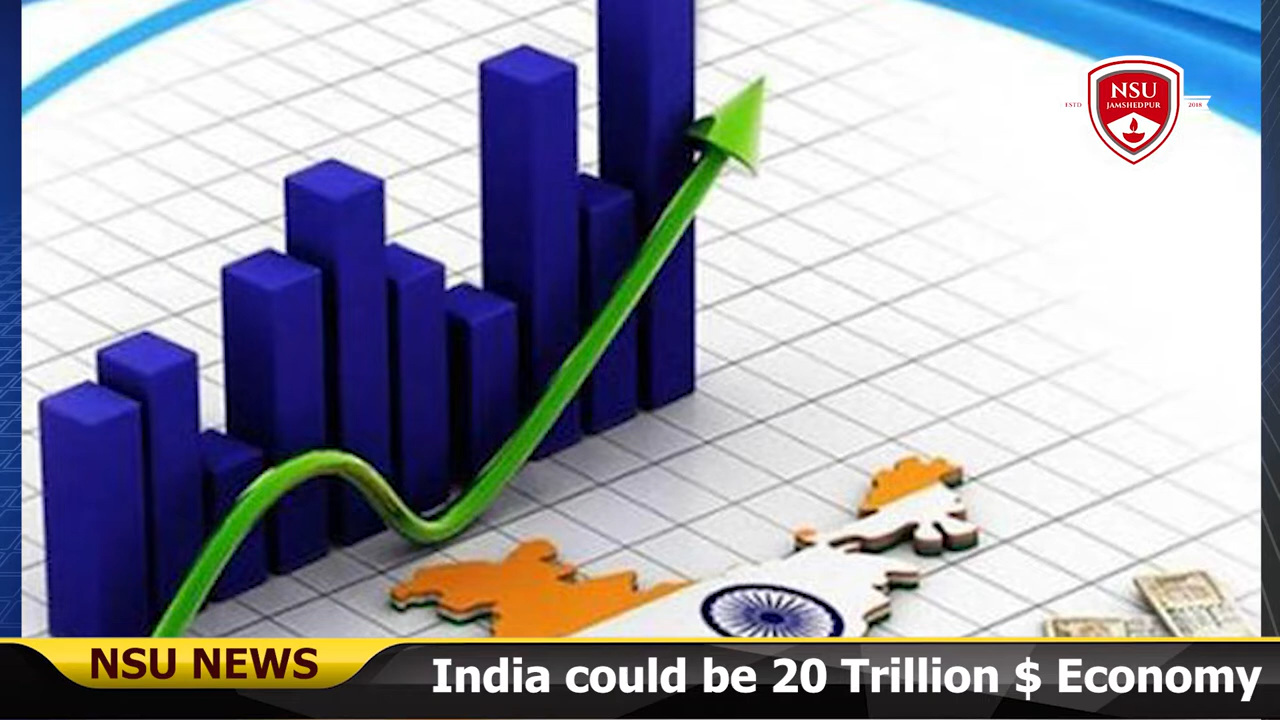 NSU
JAMSHEDPUR
ESTD
2018
NSU NEWS
India could be 20 Trillion $ Economy